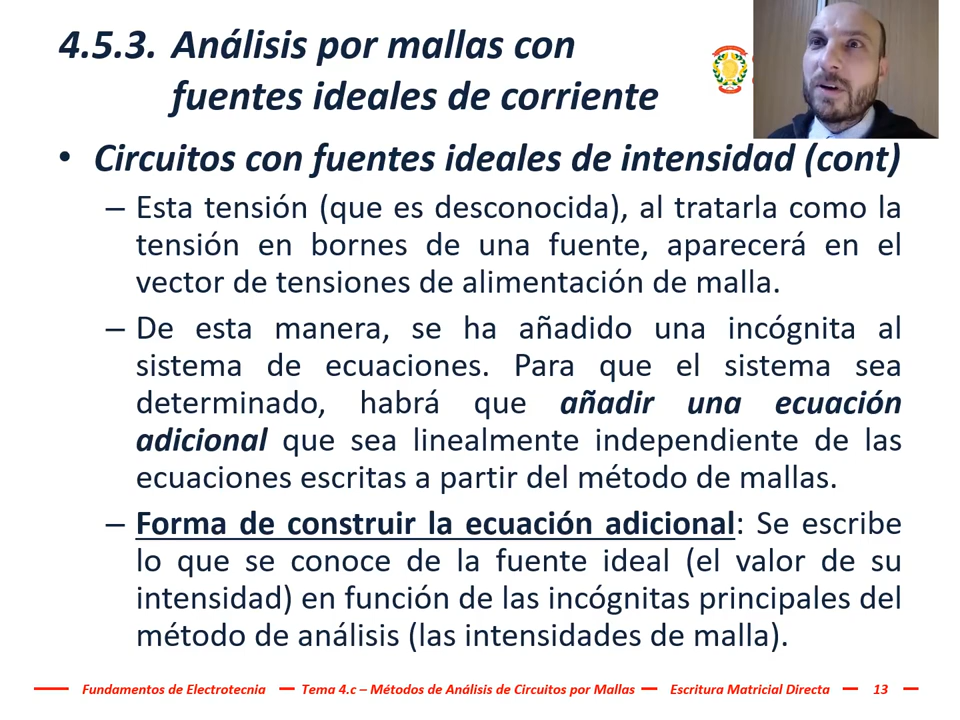 4.5.3. Análisis por mallas con
fuentes ideales de corriente
• Circuitos con fuentes ideales de intensidad (cont)
– Esta tensión (que es desconocida), al tratarla como la
tensión en bornes de una fuente, aparecerá en el
vector de tensiones de alimentación de malla.
– De esta manera, se ha añadido una incógnita al
sistema de ecuaciones. Para que el sistema sea
determinado, habrá que añadir una ecuación
adicional que sea linealmente independiente de las
ecuaciones escritas a partir del método de mallas.
– Forma de construir la ecuación adicional: Se escribe
lo que se conoce de la fuente ideal (el valor de su
intensidad) en función de las incógnitas principales del
método de análisis (las intensidades de malla).
Fundamentos de Electrotecnia — Tema 4.c – Métodos de Análisis de Circuitos por Mallas — Escritura Matricial Directa — 13